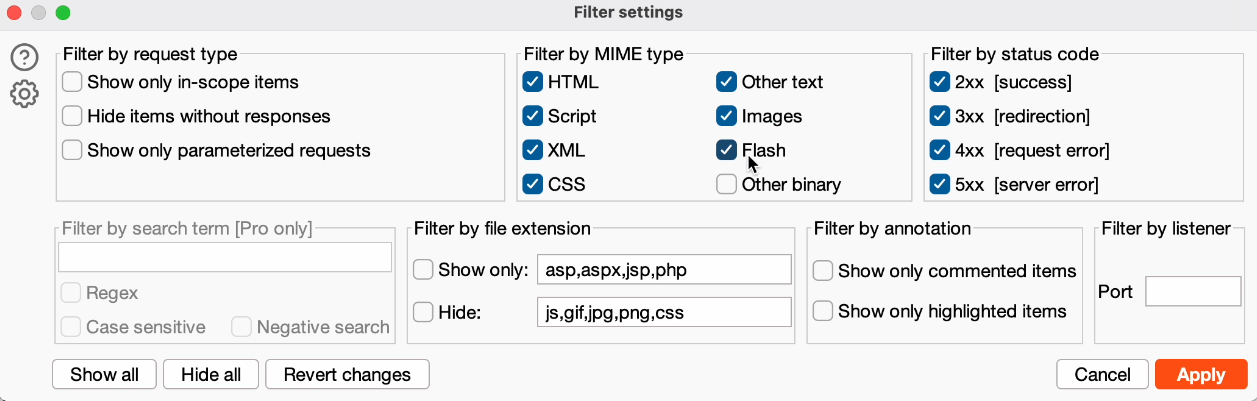 Filter settings
Filter by request type
Show only in-scope items
Hide items without responses
Show only parameterized requests
Filter by MIME type
HTML
Other text
Script
Images
XML
Flash
CSS
Other binary
Filter by status code
2xx [success]
3xx [redirection]
4xx [request error]
5xx [server error]
Filter by search term [Pro only]
Regex
Case sensitive
Negative search
Filter by file extension
Show only: asp,aspx,jsp,php
Hide: js,gif,jpg,png,css
Filter by annotation
Show only commented items
Show only highlighted items
Filter by listener
Port
Show all
Hide all
Revert changes
Cancel
Apply